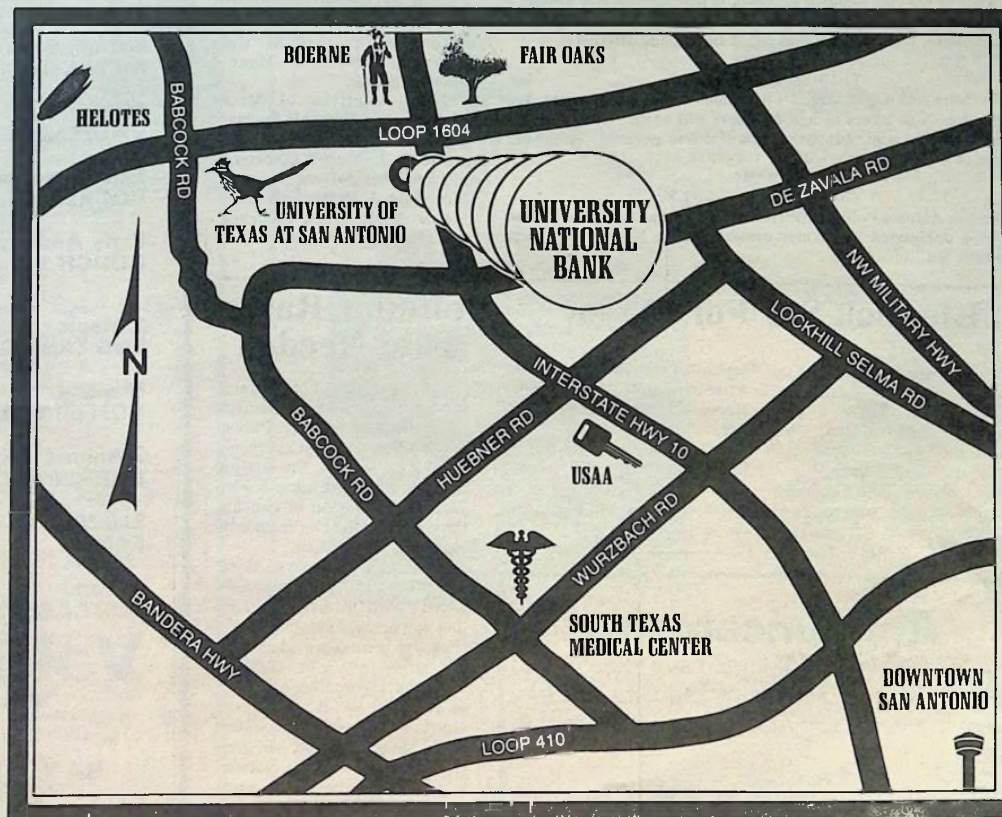 BOERNE
FAIR OAKS
HELOTES
BABCOCK RD
LOOP 1604
DE ZAVALA RD
UNIVERSITY OF
TEXAS AT SAN ANTONIO
UNIVERSITY
NATIONAL
BANK
NW MILITARY HWY
LOCKHILL SELMA RD
N
INTERSTATE HWY 10
BABCOCK RD
HUEBNER RD
USAA
WURZBACH RD
BANDERA HWY
SOUTH TEXAS
MEDICAL CENTER
DOWNTOWN
SAN ANTONIO
LOOP 410